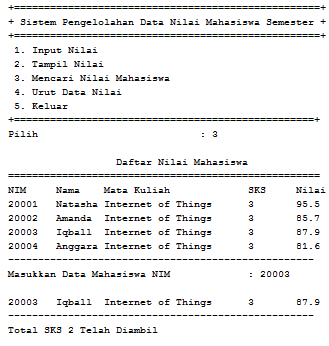 +===================================================+
+ Sistem Pengelolahan Data Nilai Mahasiswa Semester +
+===================================================+
1. Input Nilai
2. Tampil Nilai
3. Mencari Nilai Mahasiswa
4. Urut Data Nilai
5. Keluar
+==================================================+
Pilih : 3
Daftar Nilai Mahasiswa
====================================================
NIM Nama Mata Kuliah SKS Nilai
20001 Natasha Internet of Things 3 95.5
20002 Amanda Internet of Things 3 85.7
20003 Iqball Internet of Things 3 87.9
20004 Anggara Internet of Things 3 81.6
---------------------------------------------------
Masukkan Data Mahasiswa NIM : 20003
20003 Iqball Internet of Things 3 87.9
---------------------------------------------------
Total SKS 2 Telah Diambil